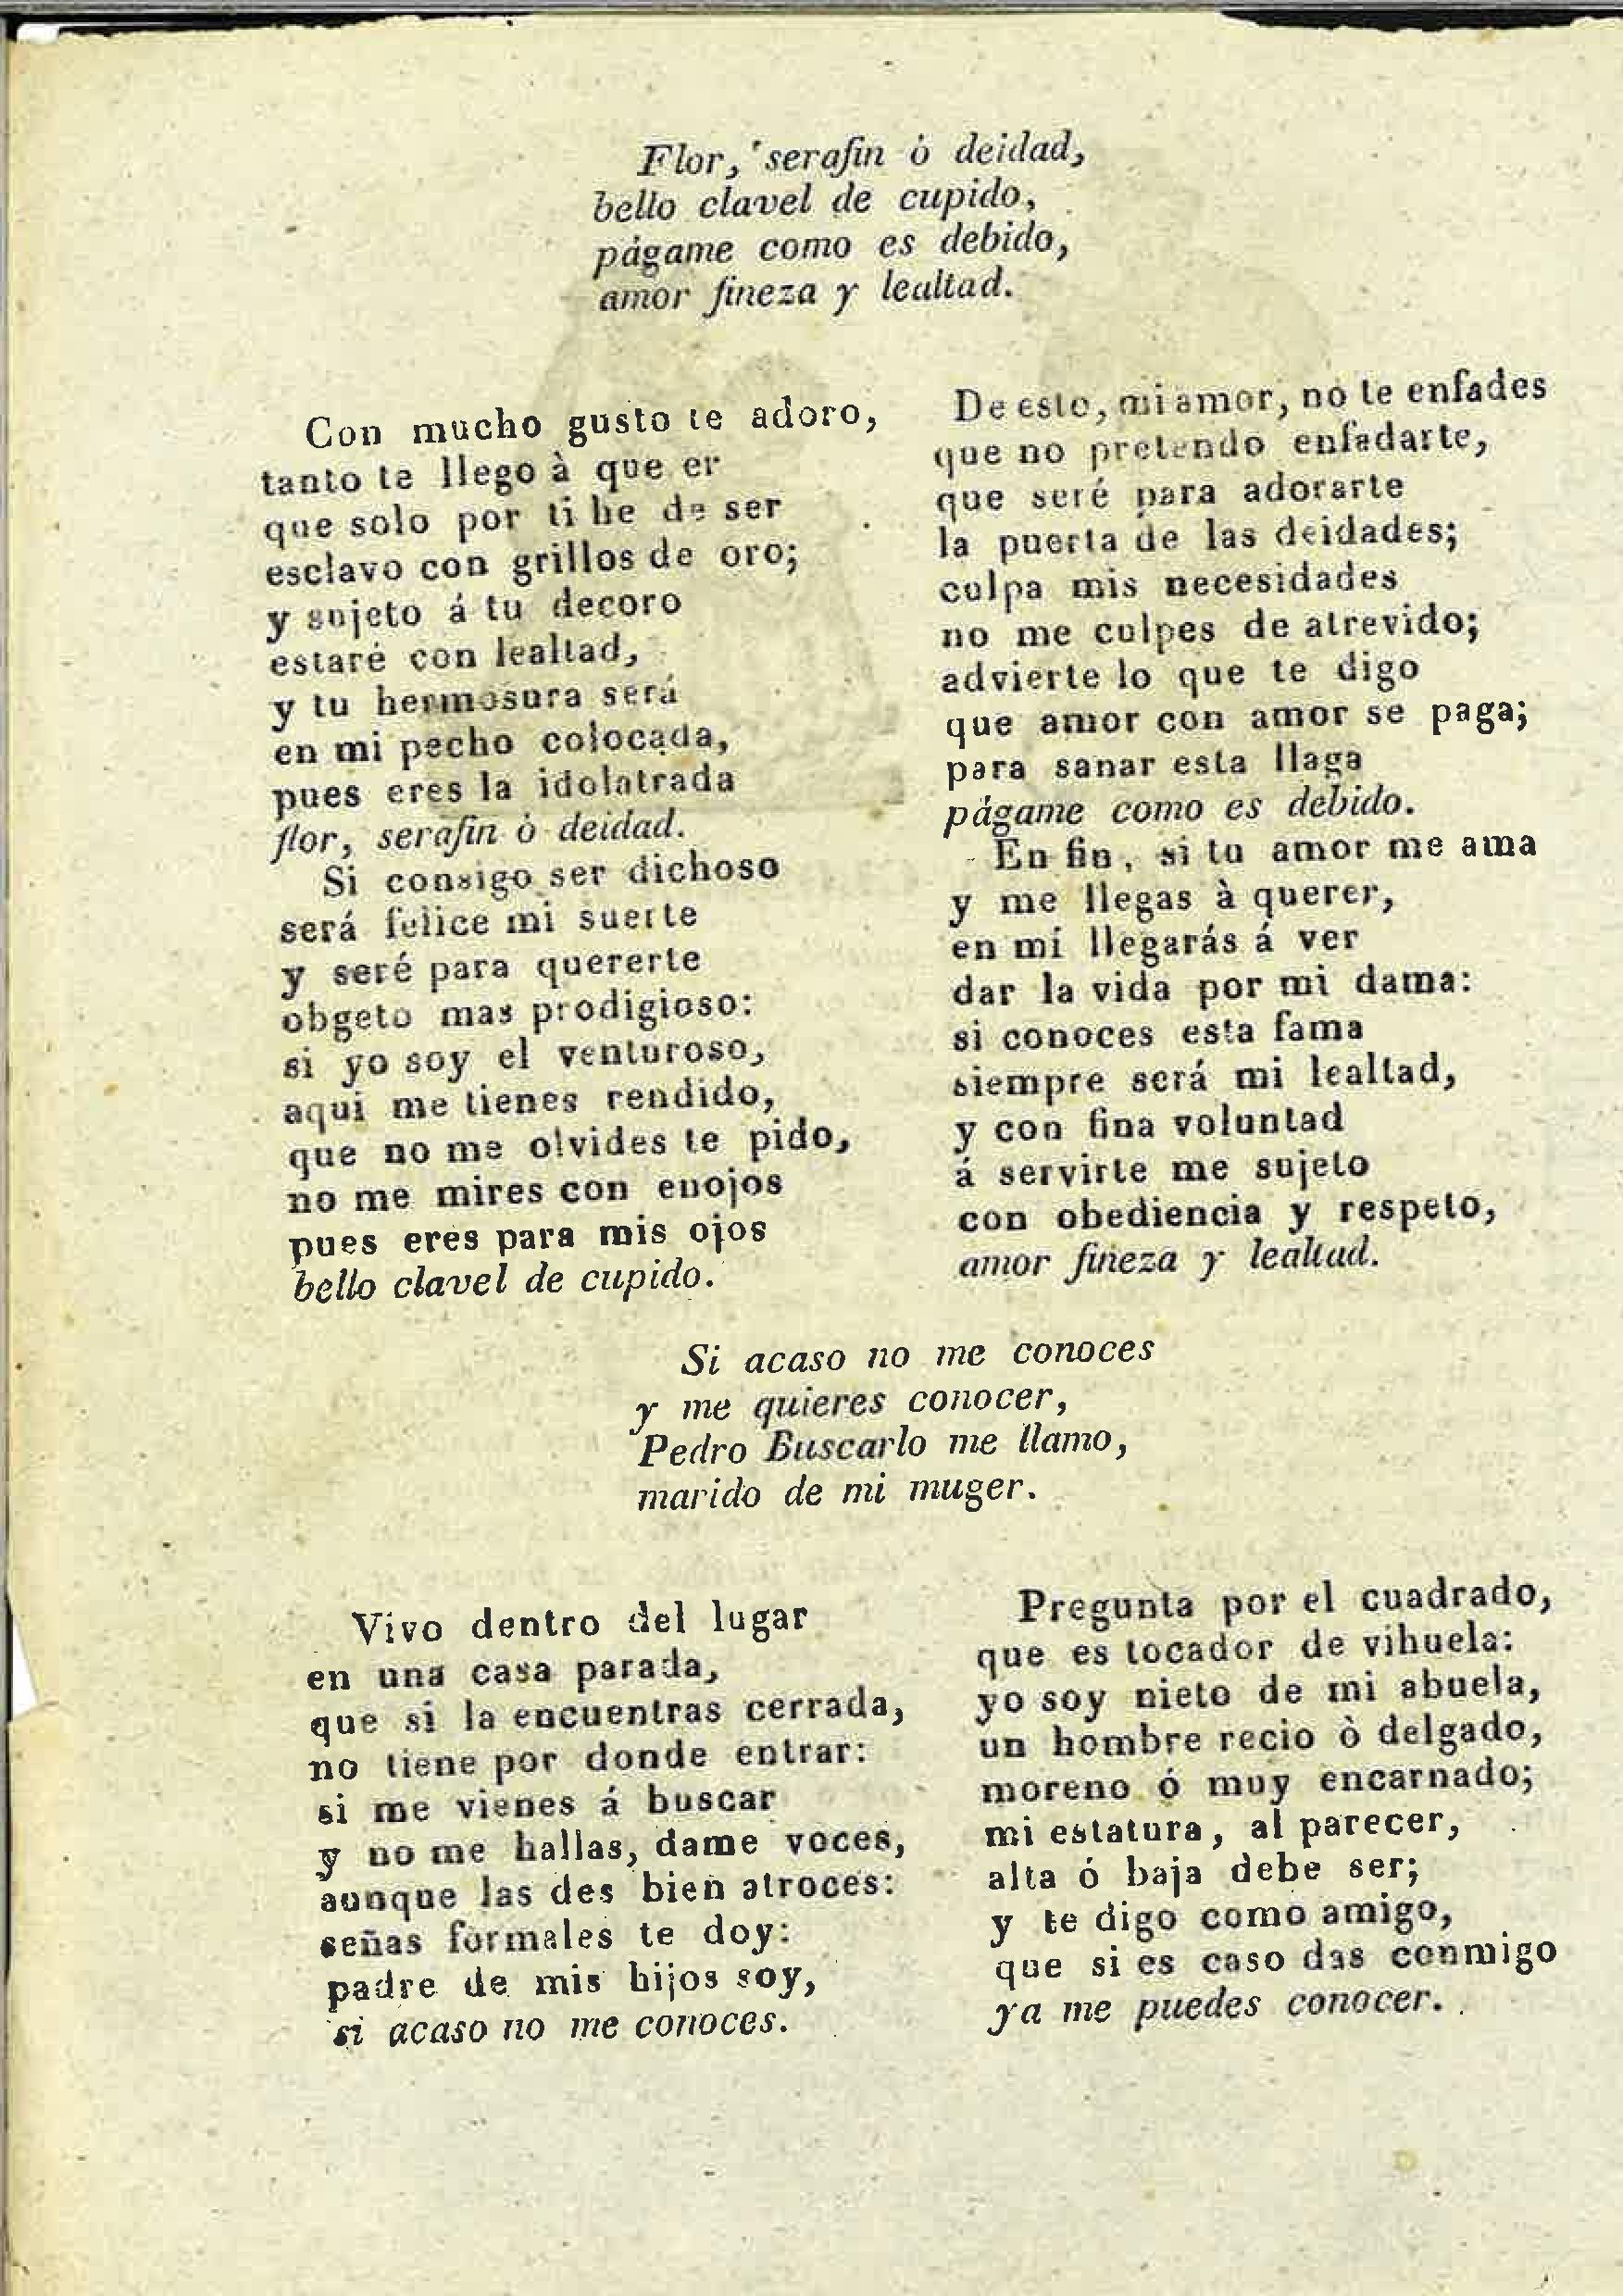 Flor, serafin ò deidad,
bello clavel de cupido,
págame como es debido,
amor fineza y lealtad.
Con mucho gusto te adoro,
tanto te llego à que er
que solo por ti he de ser
esclavo con grillos de oro;
y sujeto á tu decoro
estaré con lealtad,
y tu hermosura será
en mi pecho colocada,
pues eres la idolatrada
flor, serafin ò deidad.
Si consigo ser dichoso
será felice mi suerte
y seré para quererte
obgeto mas prodigioso:
si yo soy el venturoso,
aqui me tienes rendido,
que no me olvides te pido,
no me mires con enojos
pues eres para mis ojos
bello clavel de cupido.
De esto, mi amor, no te enfades
que no pretendo enfadarte,
que seré para adorarte
la puerta de las deidades;
culpa mis necesidades
no me culpes de atrevido;
advierte lo que te digo
que amor con amor se paga;
para sanar esta llaga
págame como es debido.
En fin, si tu amor me ama
y me llegas à querer,
en mí llegarás á ver
dar la vida por mi dama:
si conoces esta fama
siempre será mi lealtad,
y con fina voluntad
á servirte me sujeto
con obediencia y respeto,
amor fineza y lealtad.
Si acaso no me conoces
y me quieres conocer,
Pedro Buscarlo me llamo,
marido de mi muger.
Vivo dentro del lugar
en una casa parada,
que si la encuentras cerrada,
no tiene por donde entrar:
si me vienes á buscar
y no me hallas, dame voces,
aunque las des bien atroces:
señas formales te doy:
padre de mis hijos soy,
si acaso no me conoces.
Pregunta por el cuadrado,
que es tocador de vihuela:
yo soy nieto de mi abuela,
un hombre recio ò delgado,
moreno ó muy encarnado;
mi estatura, al parecer,
alta ó baja debe ser;
y te digo como amigo,
que si es caso das conmigo
ya me puedes conocer.